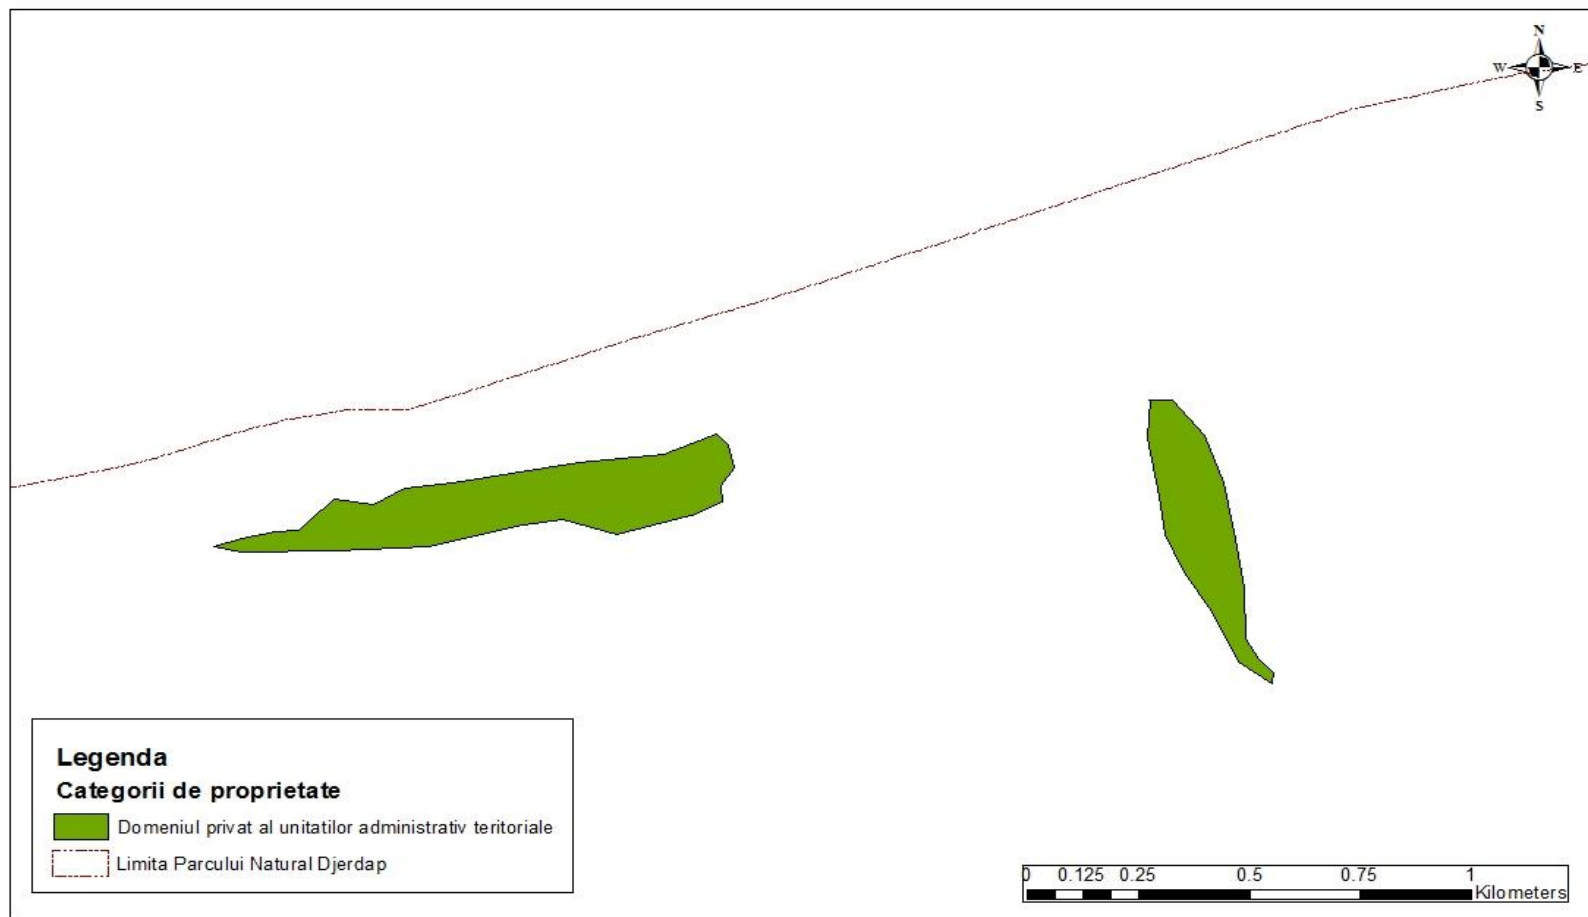 N
W E
S
Legenda
Categorii de proprietate
Domeniul privat al unitatilor administrativ teritoriale
Limita Parcului Natural Djerdap
0 0.125 0.25 0.5 0.75 1
Kilometers